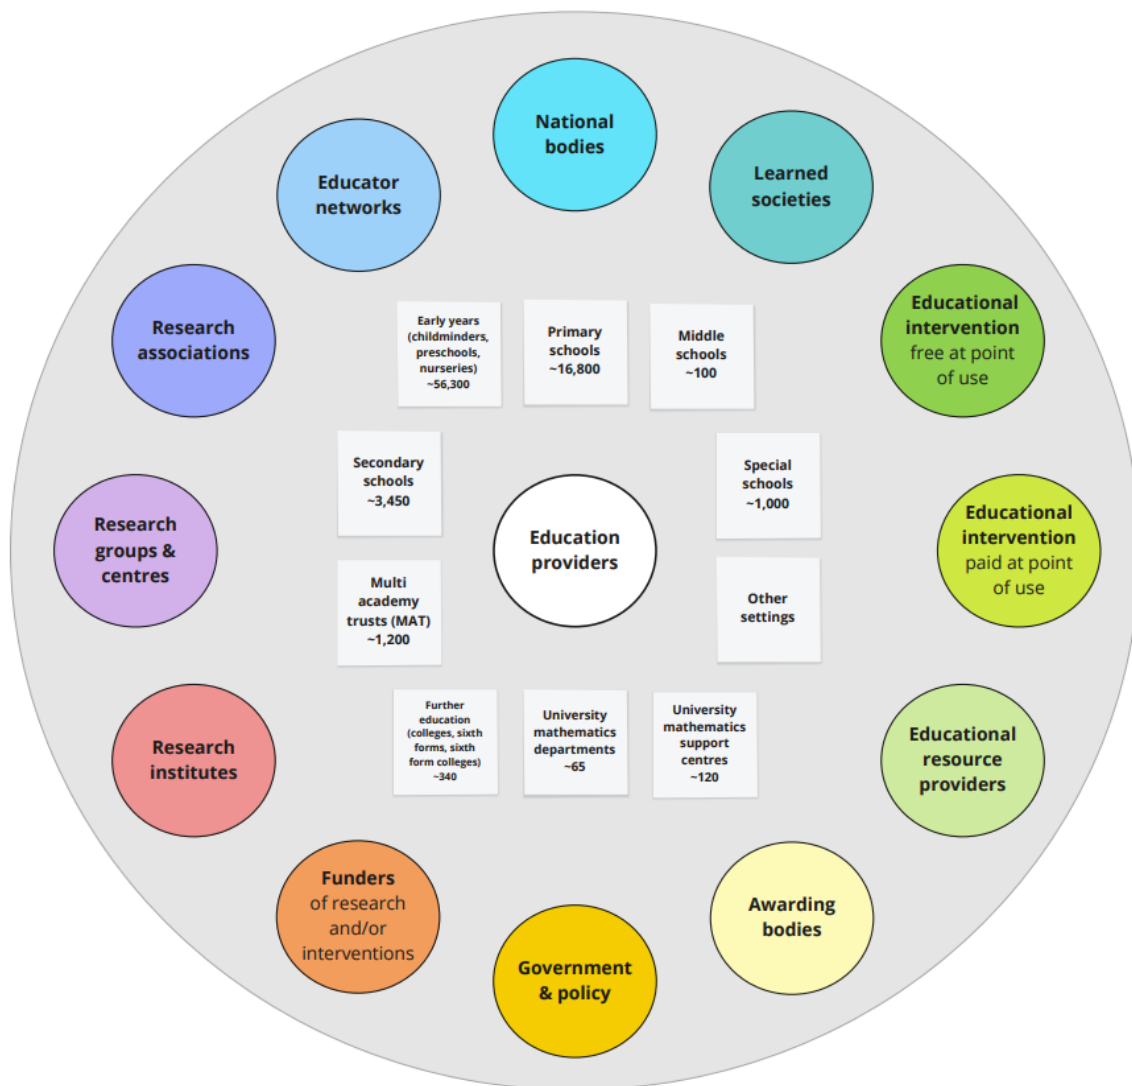 National
bodies
Learned
societies
Educational
intervention
free at point
of use
Educational
intervention
paid at point
of use
Educational
resource
providers
Awarding
bodies
Government
& policy
Funders
of research
and/or
interventions
Research
institutes
Research
groups &
centres
Research
associations
Educator
networks
Early years
(childminders,
preschools,
nurseries)
~56,300
Primary
schools
~16,800
Middle
schools
~100
Secondary
schools
~3,450
Special
schools
~1,000
Education
providers
Multi
academy
trusts (MAT)
~1,200
Other
settings
Further
education
(colleges, sixth
forms, sixth
form colleges)
~340
University
mathematics
departments
~65
University
mathematics
support
centres
~120